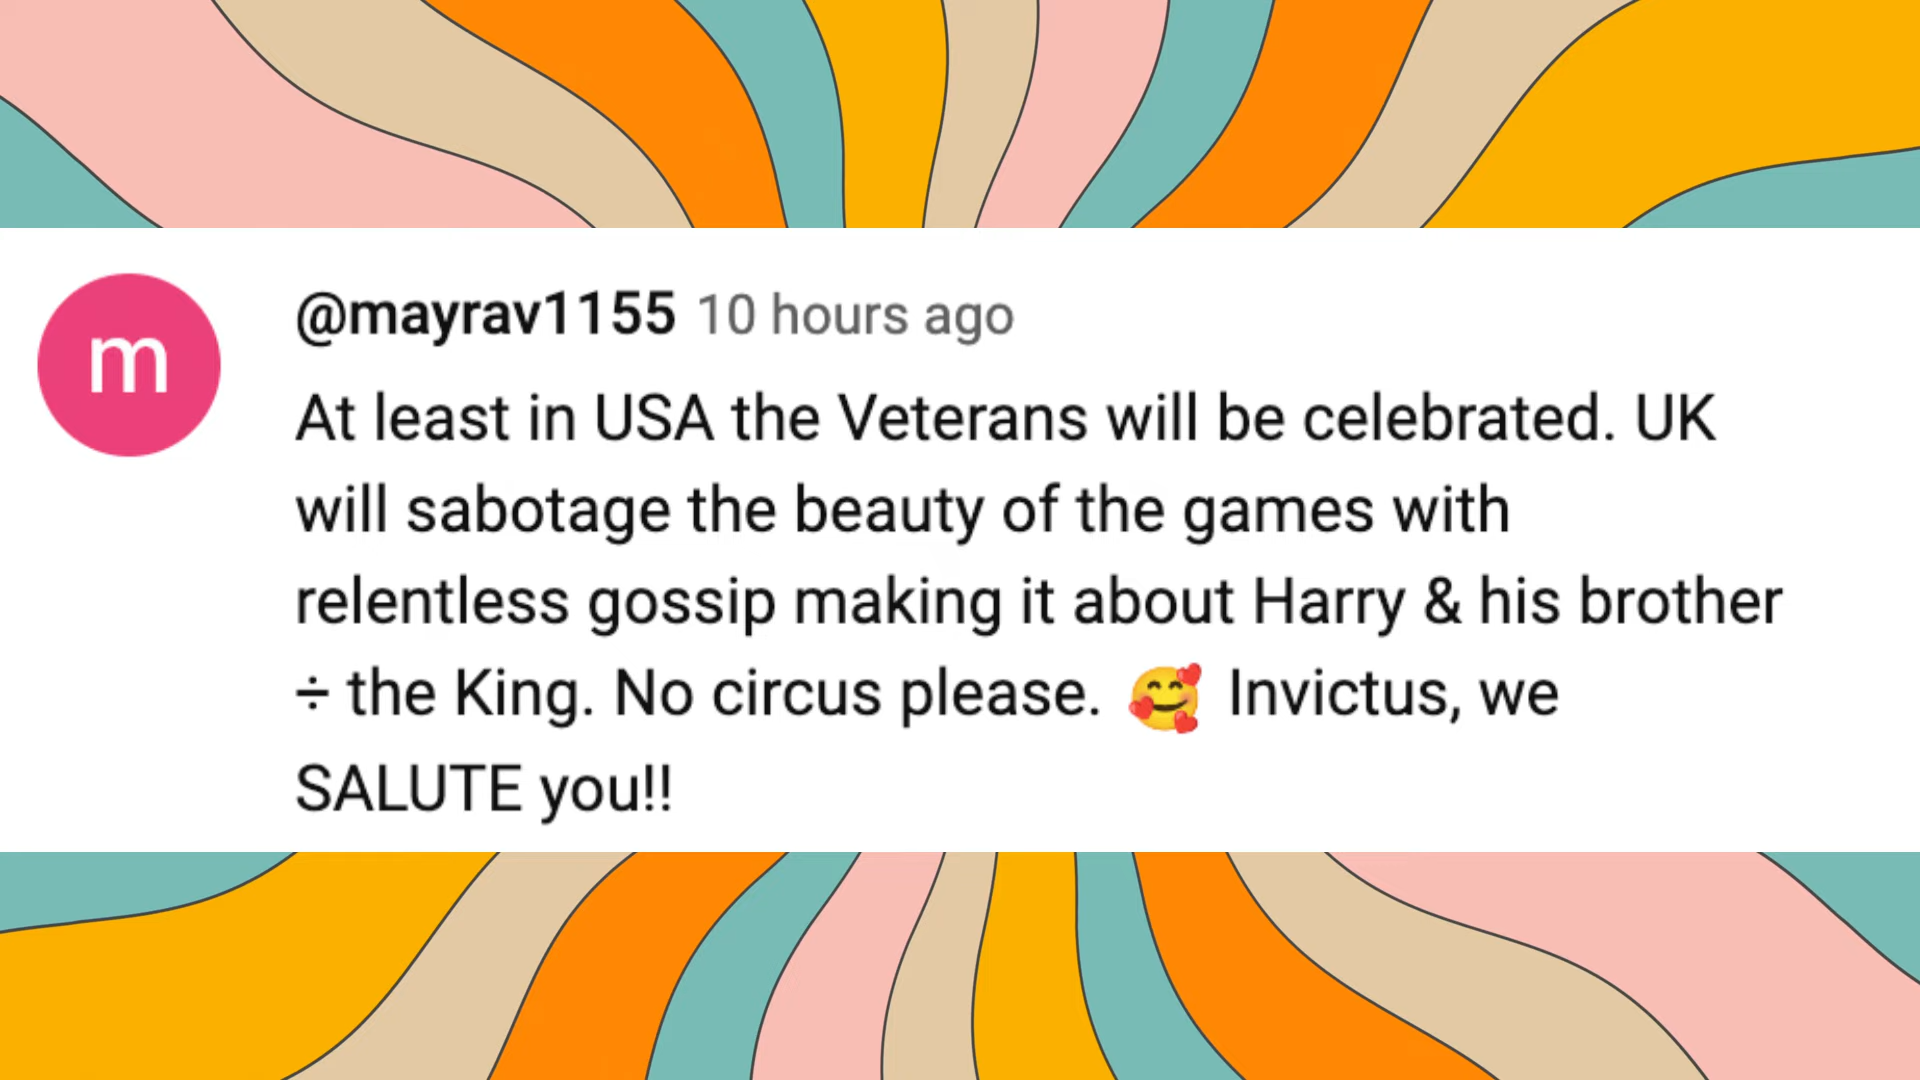 m
@mayrav1155 10 hours ago
At least in USA the Veterans will be celebrated. UK
will sabotage the beauty of the games with
relentless gossip making it about Harry & his brother
÷ the King. No circus please. 🥰 Invictus, we
SALUTE you!!